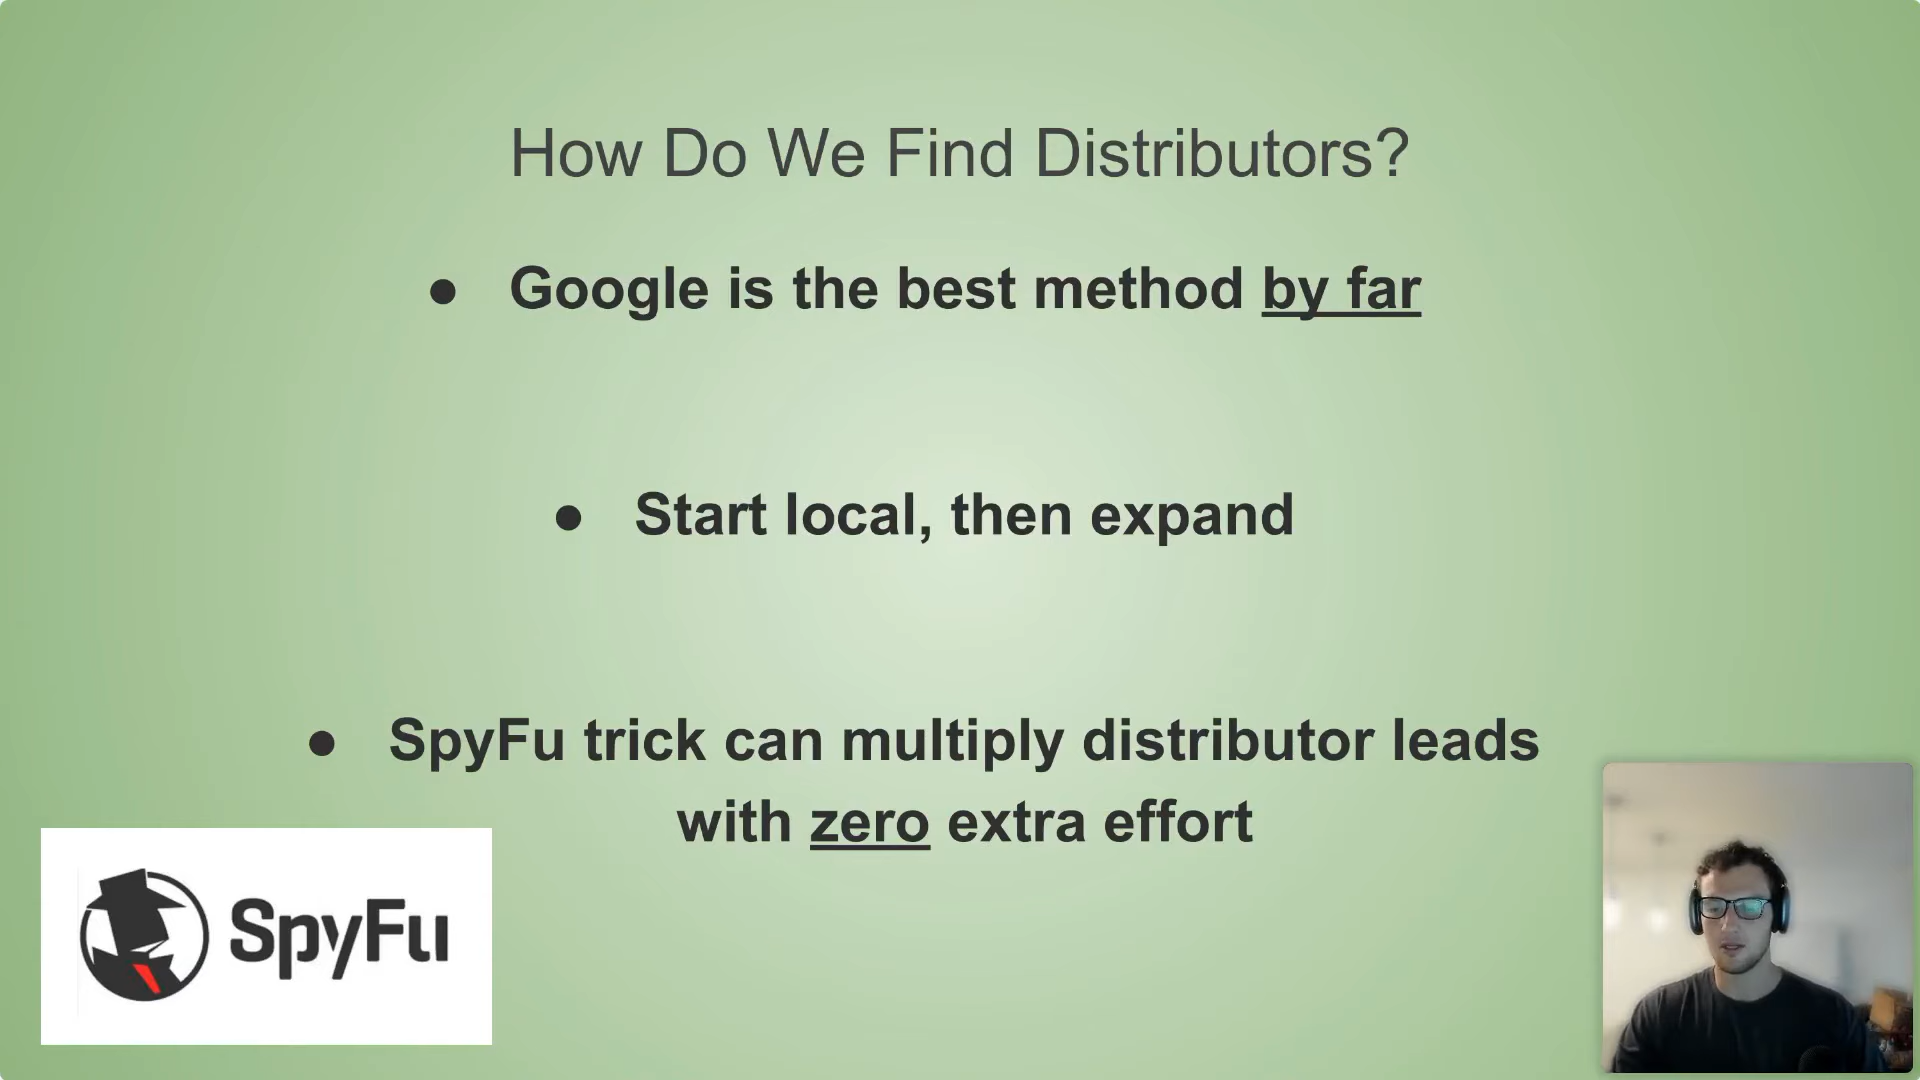 How Do We Find Distributors?
● Google is the best method by far
● Start local, then expand
● SpyFu trick can multiply distributor leads
with zero extra effort
SpyFu